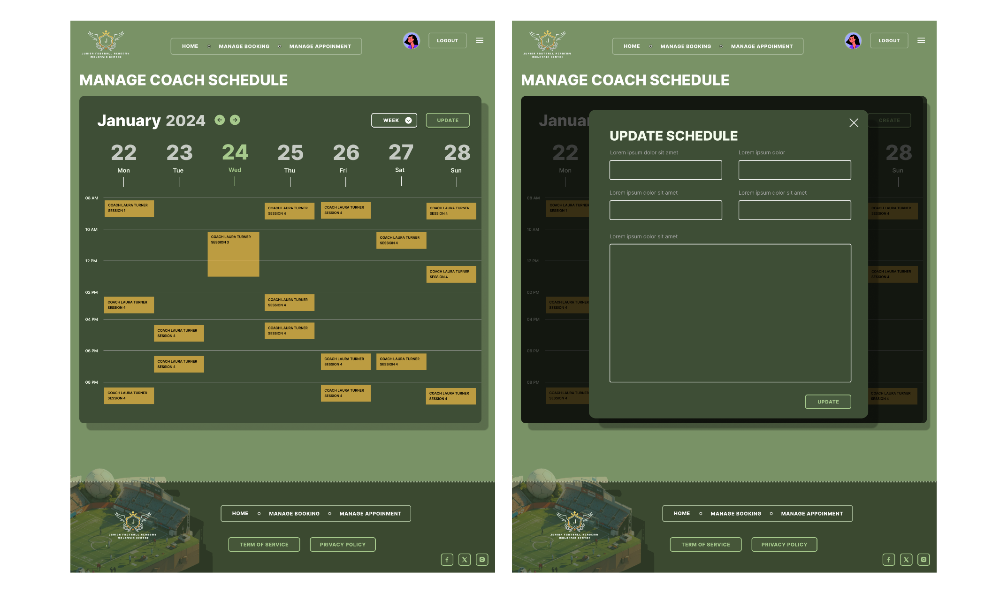 J
JUNIOR FOOTBALL ACADEMY
MALAYSIA CENTRE
HOME
MANAGE BOOKING
MANAGE APPOINMENT
LOGOUT
MANAGE COACH SCHEDULE
January 2024
WEEK
UPDATE
22 23 24 25 26 27 28
Mon Tue Wed Thu Fri Sat Sun
08 AM
COACH LAURA TURNER
SESSION 1
COACH LAURA TURNER
SESSION 4
COACH LAURA TURNER
SESSION 4
COACH LAURA TURNER
SESSION 4
10 AM
COACH LAURA TURNER
SESSION 3
COACH LAURA TURNER
SESSION 4
12 PM
COACH LAURA TURNER
SESSION 4
02 PM
COACH LAURA TURNER
SESSION 4
COACH LAURA TURNER
SESSION 4
04 PM
COACH LAURA TURNER
SESSION 4
COACH LAURA TURNER
SESSION 4
06 PM
COACH LAURA TURNER
SESSION 4
COACH LAURA TURNER
SESSION 4
COACH LAURA TURNER
SESSION 4
08 PM
COACH LAURA TURNER
SESSION 4
COACH LAURA TURNER
SESSION 4
COACH LAURA TURNER
SESSION 4
J
JUNIOR FOOTBALL ACADEMY
MALAYSIA CENTRE
HOME
MANAGE BOOKING
MANAGE APPOINMENT
TERM OF SERVICE
PRIVACY POLICY
J
JUNIOR FOOTBALL ACADEMY
MALAYSIA CENTRE
HOME
MANAGE BOOKING
MANAGE APPOINMENT
LOGOUT
MANAGE COACH SCHEDULE
Januar
CREATE
22
Mon
28
Sun
08 AM
COACH LAURA TURNER
SESSION 1
COACH LAURA TURNER
SESSION 4
10 AM
12 PM
COACH LAURA TURNER
SESSION 4
02 PM
COACH LAURA TURNER
SESSION 4
04 PM
06 PM
08 PM
COACH LAURA TURNER
SESSION 4
COACH LAURA TURNER
SESSION 4
UPDATE SCHEDULE
Lorem ipsum dolor sit amet
Lorem ipsum dolor
Lorem ipsum dolor sit amet
Lorem ipsum dolor sit amet
Lorem ipsum dolor sit amet
UPDATE
J
JUNIOR FOOTBALL ACADEMY
MALAYSIA CENTRE
HOME
MANAGE BOOKING
MANAGE APPOINMENT
TERM OF SERVICE
PRIVACY POLICY